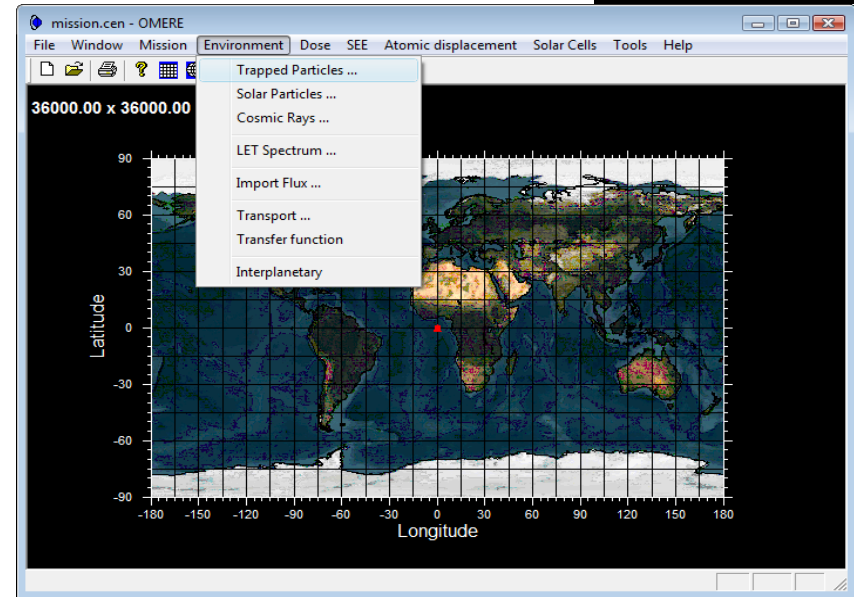 mission.cen - OMERE
File Window Mission Environment Dose SEE Atomic displacement Solar Cells Tools Help
Trapped Particles ...
Solar Particles ...
Cosmic Rays ...
LET Spectrum ...
Import Flux ...
Transport ...
Transfer function
Interplanetary
36000.00 x 36000.00
90
60
30
0
-30
-60
-90
Latitude
-180 -150 -120 -90 -60 -30 0 30 60 90 120 150 180
Longitude